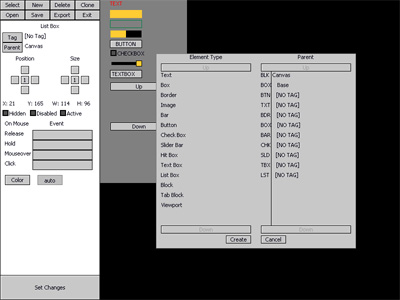 Select New Delete Clone
Open Save Export Exit
List Box
Tag [No Tag]
Parent Canvas
Position Size
1 1
X: 21 Y: 165 W: 114 H: 96
Hidden Disabled Active
On Mouse Event
Release
Hold
Mouseover
Click
Color auto
Set Changes
TEXT
BUTTON
CHECKBOX
TEXTBOX
Up
Down
Element Type Parent
Up Up
Text BLK Canvas
Box BOX Base
Border BTN [NO TAG]
Image TXT [NO TAG]
Bar BDR [NO TAG]
Button BOX [NO TAG]
Check Box BAR [NO TAG]
Slider Bar CHK [NO TAG]
Hit Box SLD [NO TAG]
Text Box TBX [NO TAG]
List Box LST [NO TAG]
Block
Tab Block
Viewport
Down Down
Create Cancel